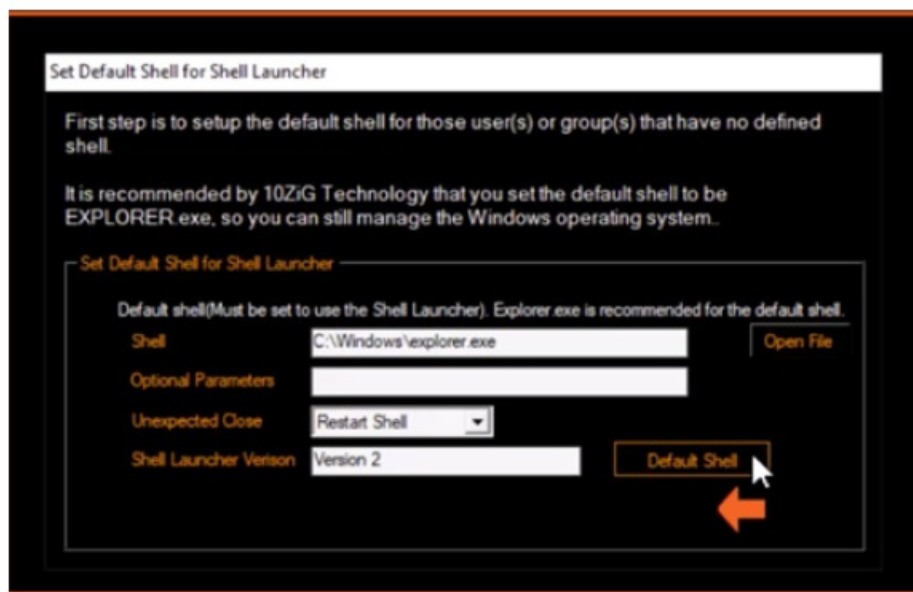 Set Default Shell for Shell Launcher
First step is to setup the default shell for those user(s) or group(s) that have no defined
shell.
It is recommended by 10ZiG Technology that you set the default shell to be
EXPLORER.exe, so you can still manage the Windows operating system..
Set Default Shell for Shell Launcher
Default shell(Must be set to use the Shell Launcher). Explorer.exe is recommended for the default shell.
Shell C:\Windows\explorer.exe Open File
Optional Parameters
Unexpected Close Restart Shell
Shell Launcher Verison Version 2 Default Shell